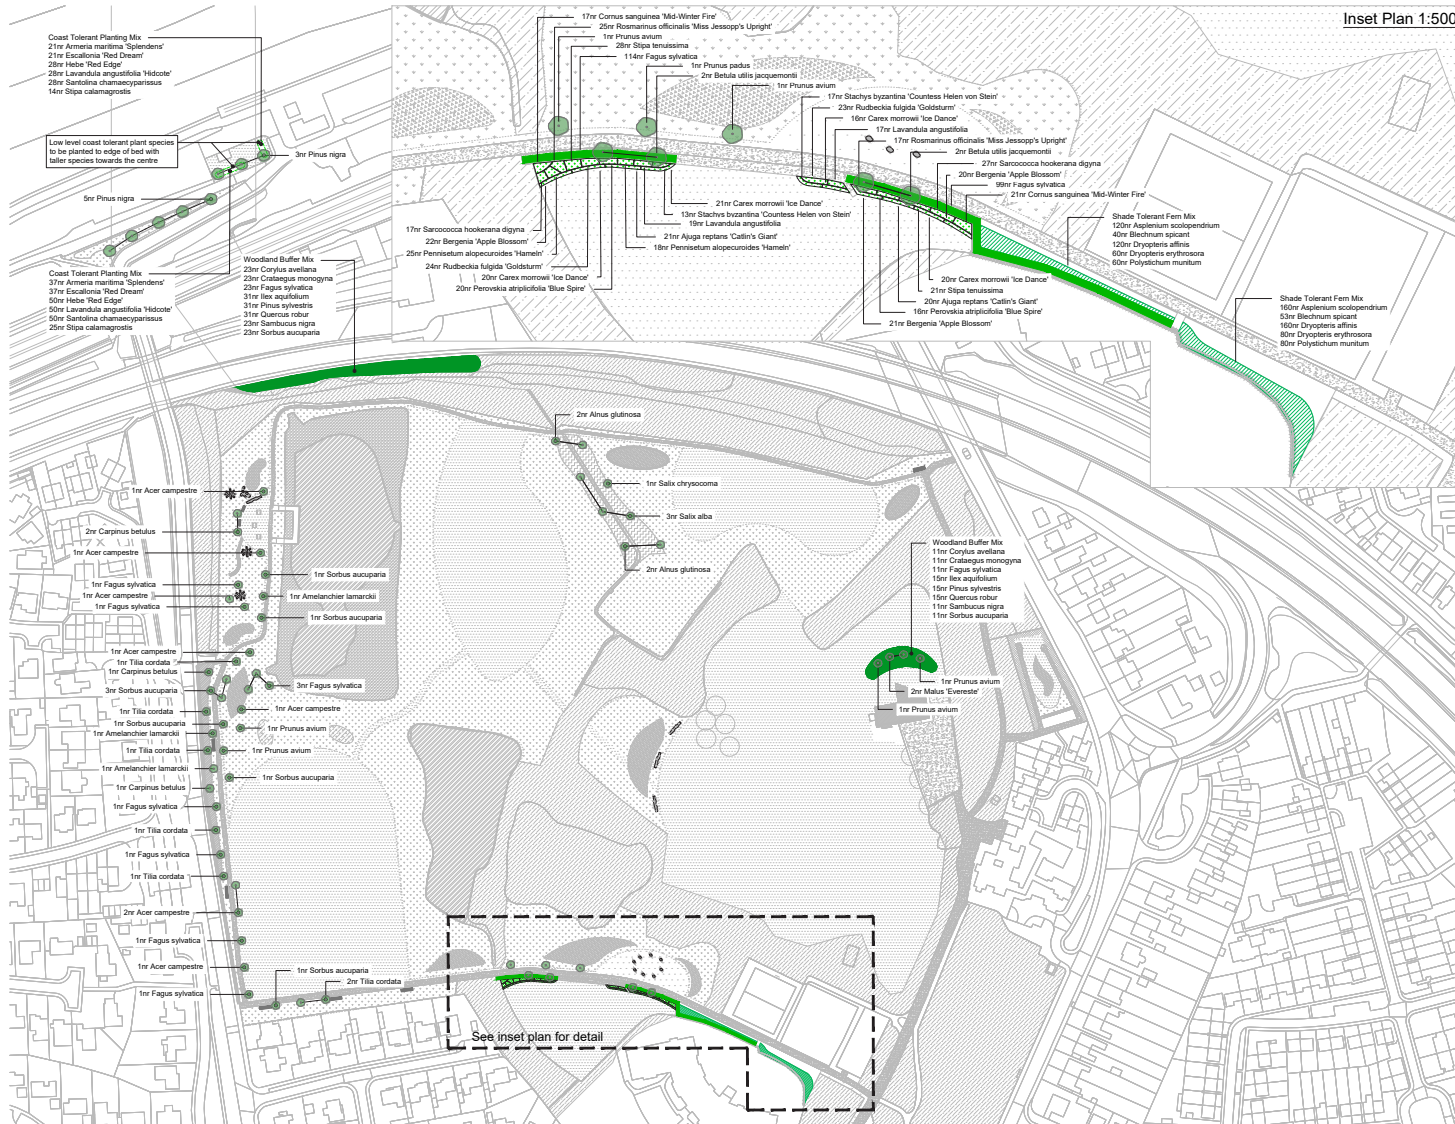 Inset Plan 1:500
Coast Tolerant Planting Mix
21nr Armeria maritima 'Splendens'
21nr Escallonia 'Red Dream'
28nr Hebe 'Red Edge'
28nr Lavandula angustifolia 'Hidcote'
28nr Santolina chamaecyparissus
14nr Stipa calamagrostis
Low level coast tolerant plant species
to be planted to edge of bed with
taller species towards the centre
3nr Pinus nigra
5nr Pinus nigra
Coast Tolerant Planting Mix
37nr Armeria maritima 'Splendens'
37nr Escallonia 'Red Dream'
50nr Hebe 'Red Edge'
50nr Lavandula angustifolia 'Hidcote'
50nr Santolina chamaecyparissus
25nr Stipa calamagrostis
Woodland Buffer Mix
23nr Corylus avellana
23nr Crataegus monogyna
23nr Fagus sylvatica
31nr Ilex aquifolium
31nr Pinus sylvestris
31nr Quercus robur
23nr Sambucus nigra
23nr Sorbus aucuparia
17nr Cornus sanguinea 'Mid-Winter Fire'
25nr Rosmarinus officinalis 'Miss Jessopp's Upright'
1nr Prunus avium
28nr Stipa tenuissima
114nr Fagus sylvatica
1nr Prunus padus
2nr Betula utilis jacquemontii
1nr Prunus avium
17nr Stachys byzantina 'Countess Helen von Stein'
23nr Rudbeckia fulgida 'Goldsturm'
16nr Carex morrowii 'Ice Dance'
17nr Lavandula angustifolia
17nr Rosmarinus officinalis 'Miss Jessopp's Upright'
2nr Betula utilis jacquemontii
27nr Sarcococca hookerana digyna
20nr Bergenia 'Apple Blossom'
99nr Fagus sylvatica
21nr Cornus sanguinea 'Mid-Winter Fire'
21nr Carex morrowii 'Ice Dance'
13nr Stachys byzantina 'Countess Helen von Stein'
19nr Lavandula angustifolia
21nr Ajuga reptans 'Catlin's Giant'
18nr Pennisetum alopecuroides 'Hameln'
17nr Sarcococca hookerana digyna
22nr Bergenia 'Apple Blossom'
25nr Pennisetum alopecuroides 'Hameln'
24nr Rudbeckia fulgida 'Goldsturm'
20nr Carex morrowii 'Ice Dance'
20nr Perovskia atriplicifolia 'Blue Spire'
20nr Carex morrowii 'Ice Dance'
21nr Stipa tenuissima
20nr Ajuga reptans 'Catlin's Giant'
16nr Perovskia atriplicifolia 'Blue Spire'
21nr Bergenia 'Apple Blossom'
Shade Tolerant Fern Mix
120nr Asplenium scolopendrium
40nr Blechnum spicant
120nr Dryopteris affinis
60nr Dryopteris erythrosora
60nr Polystichum munitum
Shade Tolerant Fern Mix
160nr Asplenium scolopendrium
53nr Blechnum spicant
160nr Dryopteris affinis
80nr Dryopteris erythrosora
80nr Polystichum munitum
2nr Alnus glutinosa
1nr Salix chrysocoma
3nr Salix alba
2nr Alnus glutinosa
Woodland Buffer Mix
11nr Corylus avellana
11nr Crataegus monogyna
11nr Fagus sylvatica
15nr Ilex aquifolium
15nr Pinus sylvestris
15nr Quercus robur
11nr Sambucus nigra
11nr Sorbus aucuparia
1nr Prunus avium
2nr Malus 'Evereste'
1nr Prunus avium
1nr Acer campestre
2nr Carpinus betulus
1nr Acer campestre
1nr Sorbus aucuparia
1nr Fagus sylvatica
1nr Acer campestre
1nr Amelanchier lamarckii
1nr Fagus sylvatica
1nr Sorbus aucuparia
1nr Acer campestre
1nr Tilia cordata
1nr Carpinus betulus
3nr Fagus sylvatica
3nr Sorbus aucuparia
1nr Acer campestre
1nr Tilia cordata
1nr Sorbus aucuparia
1nr Prunus avium
1nr Amelanchier lamarckii
1nr Tilia cordata
1nr Prunus avium
1nr Amelanchier lamarckii
1nr Sorbus aucuparia
1nr Carpinus betulus
1nr Fagus sylvatica
1nr Tilia cordata
1nr Fagus sylvatica
1nr Tilia cordata
2nr Acer campestre
1nr Fagus sylvatica
1nr Acer campestre
1nr Sorbus aucuparia
2nr Tilia cordata
1nr Fagus sylvatica
See inset plan for detail